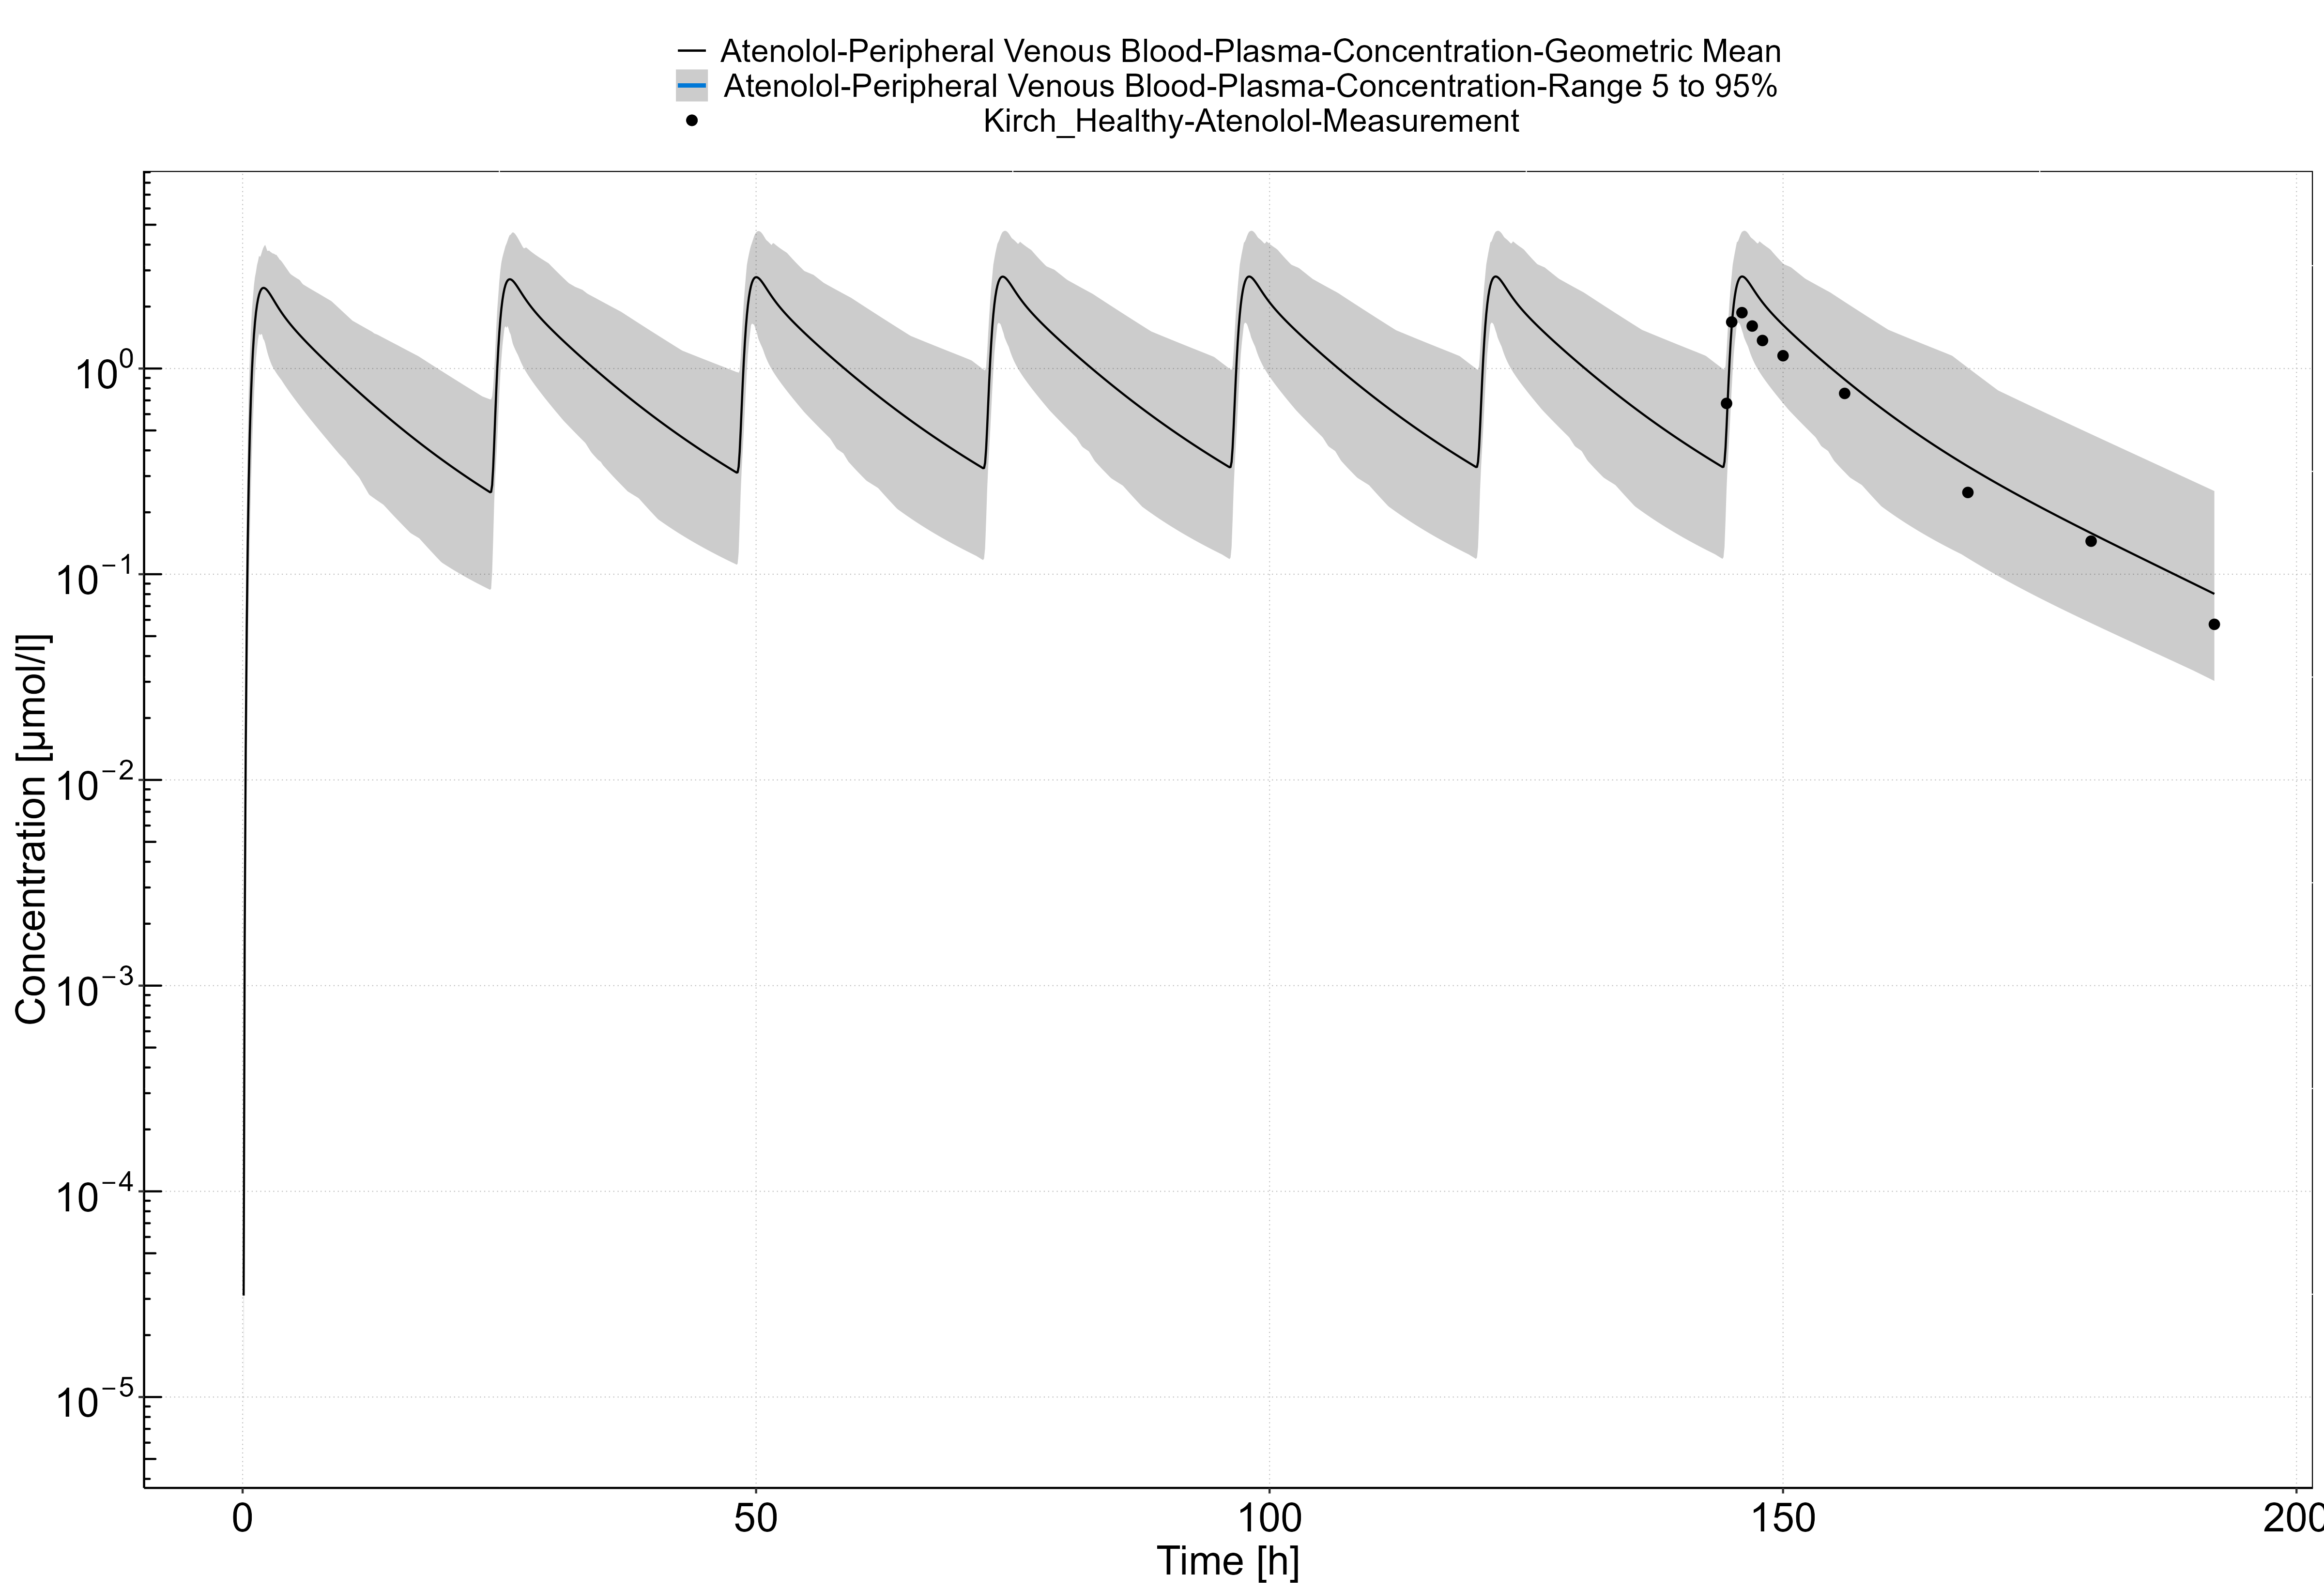 Atenolol-Peripheral Venous Blood-Plasma-Concentration-Geometric Mean
Atenolol-Peripheral Venous Blood-Plasma-Concentration-Range 5 to 95%
Kirch_Healthy-Atenolol-Measurement
Concentration [µmol/l]
10⁰
10⁻¹
10⁻²
10⁻³
10⁻⁴
10⁻⁵
0 50 100 150 200
Time [h]